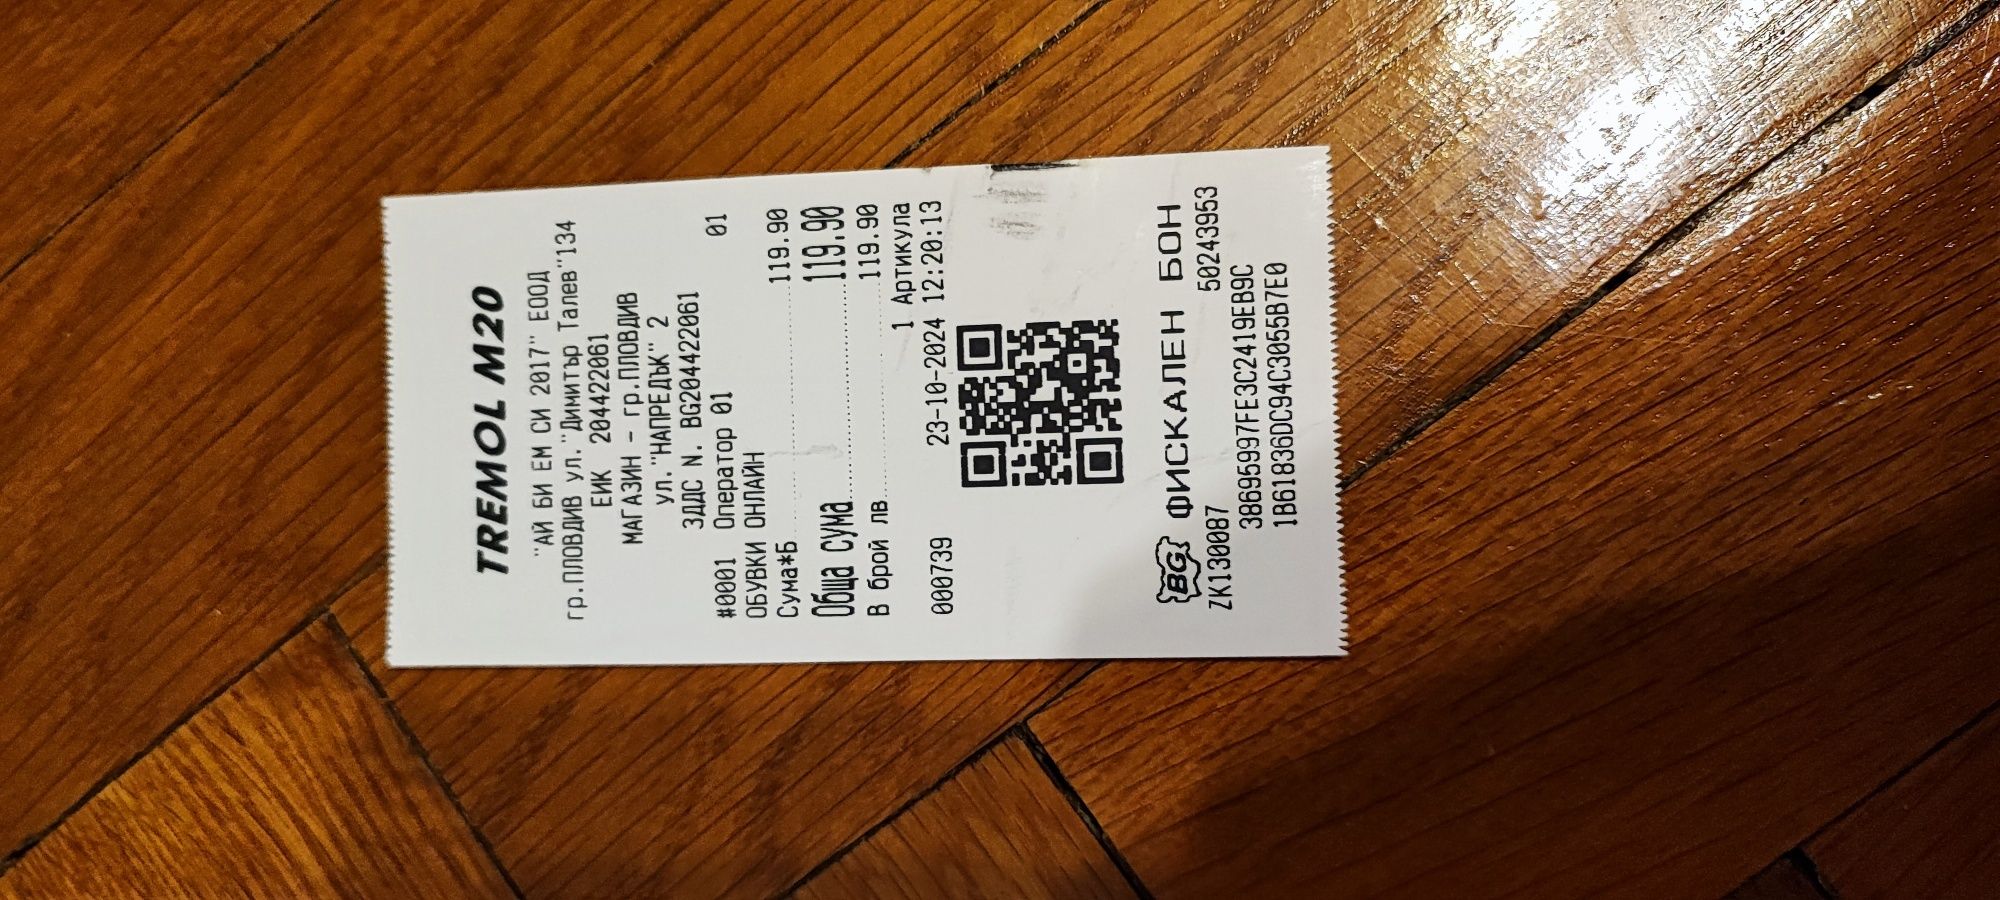 TREMOL M20
"АЙ БИ ЕМ СИ 2017" ЕООД
гр.ПЛОВДИВ ул."Димитър Талев"134
ЕИК 204422061
МАГАЗИН - гр.ПЛОВДИВ
ул."НАПРЕДЪК" 2
ЗДДС N. BG204422061
#0001 Оператор 01 01
ОБУВКИ ОНЛАЙН
Сума*Б 119.90
Обща сума 119.90
В брой лв 119.90
1 Артикула
000739 23-10-2024 12:20:13
BG ФИСКАЛЕН БОН
ZK130087 50243953
38695997FE3C2419EB9C
1B61836DC94C3055B7E0